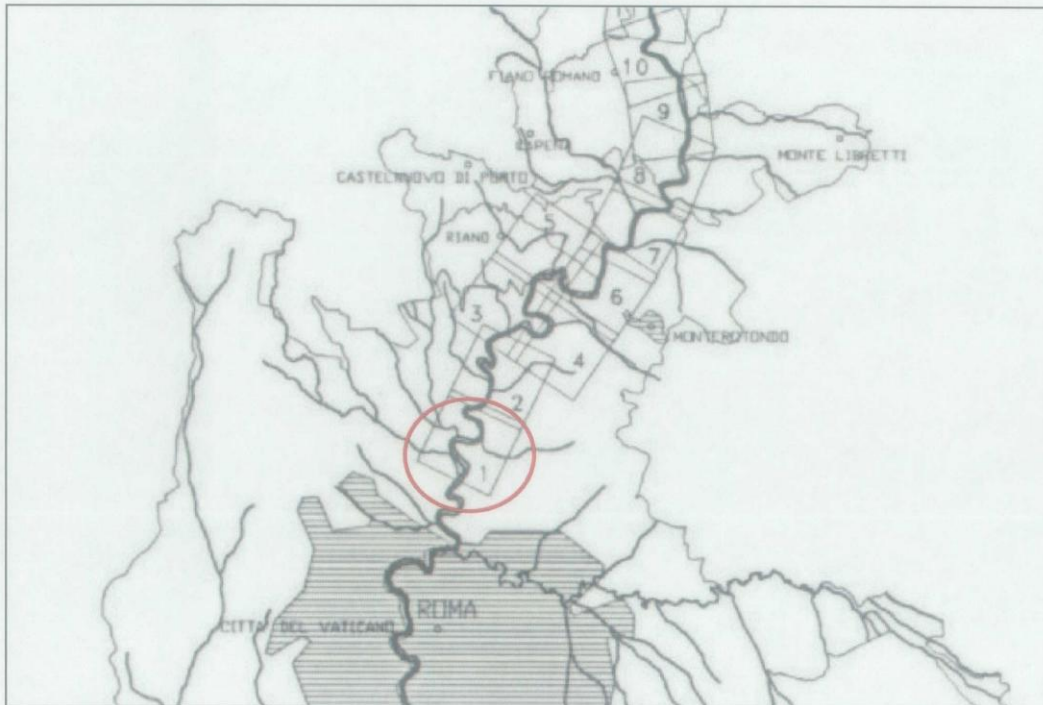 10
FIANO ROMANO
9
CAPENA
MONTE LIBRETTI
CASTELNUOVO DI PORTO
8
5
RIANO
7
6
3
MONTEROTONDO
4
2
1
ROMA
CITTA' DEL VATICANO